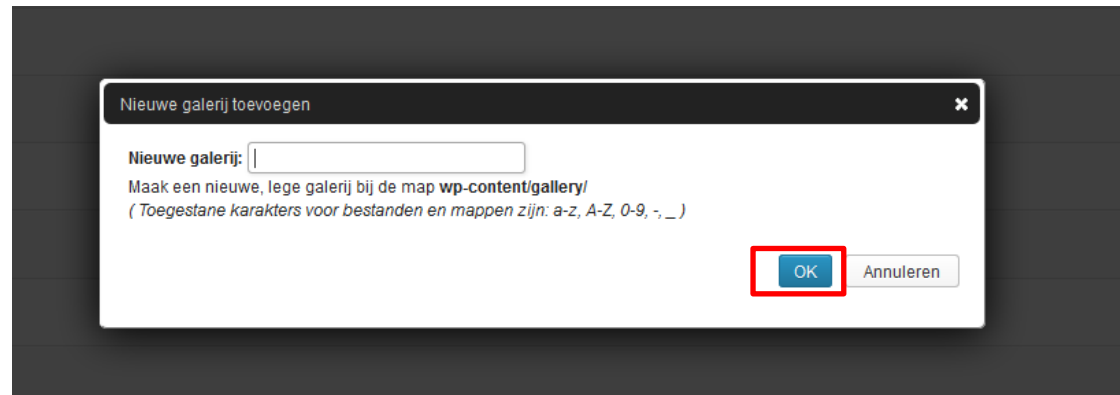 Nieuwe galerij toevoegen
Nieuwe galerij:
Maak een nieuwe, lege galerij bij de map wp-content/gallery/
( Toegestane karakters voor bestanden en mappen zijn: a-z, A-Z, 0-9, -, _ )
OK Annuleren